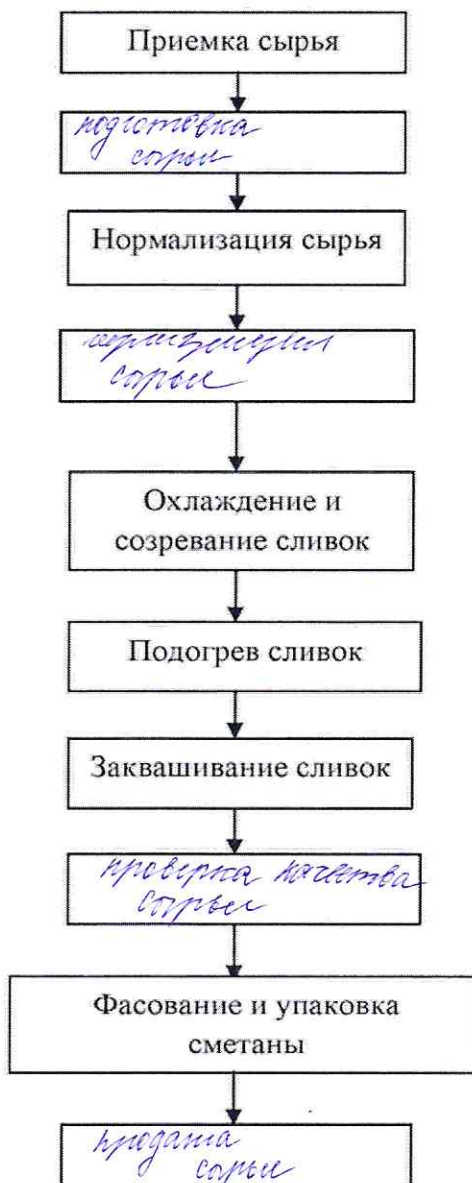 Приемка сырья
подготовка
сырья
Нормализация сырья
сырья
Охлаждение и
созревание сливок
Подогрев сливок
Заквашивание сливок
проверка качества
сырья
Фасование и упаковка
сметаны
продажа
сырья